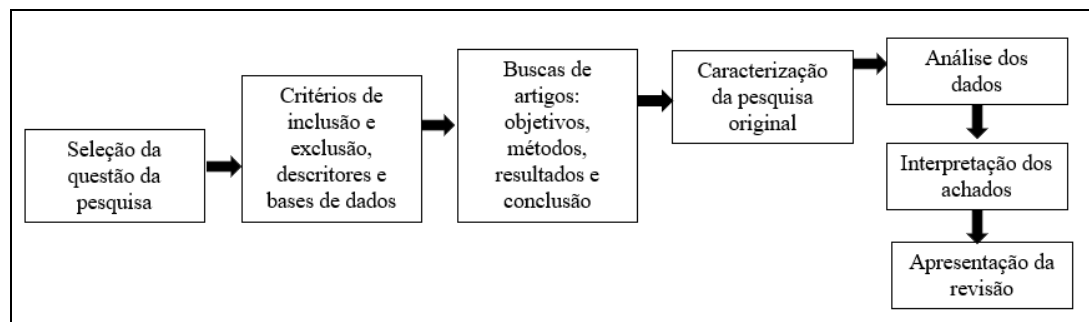 Seleção da
questão da
pesquisa
Critérios de
inclusão e
exclusão,
descritores e
bases de dados
Buscas de
artigos:
objetivos,
métodos,
resultados e
conclusão
Caracterização
da pesquisa
original
Análise dos
dados
Interpretação dos
achados
Apresentação da
revisão